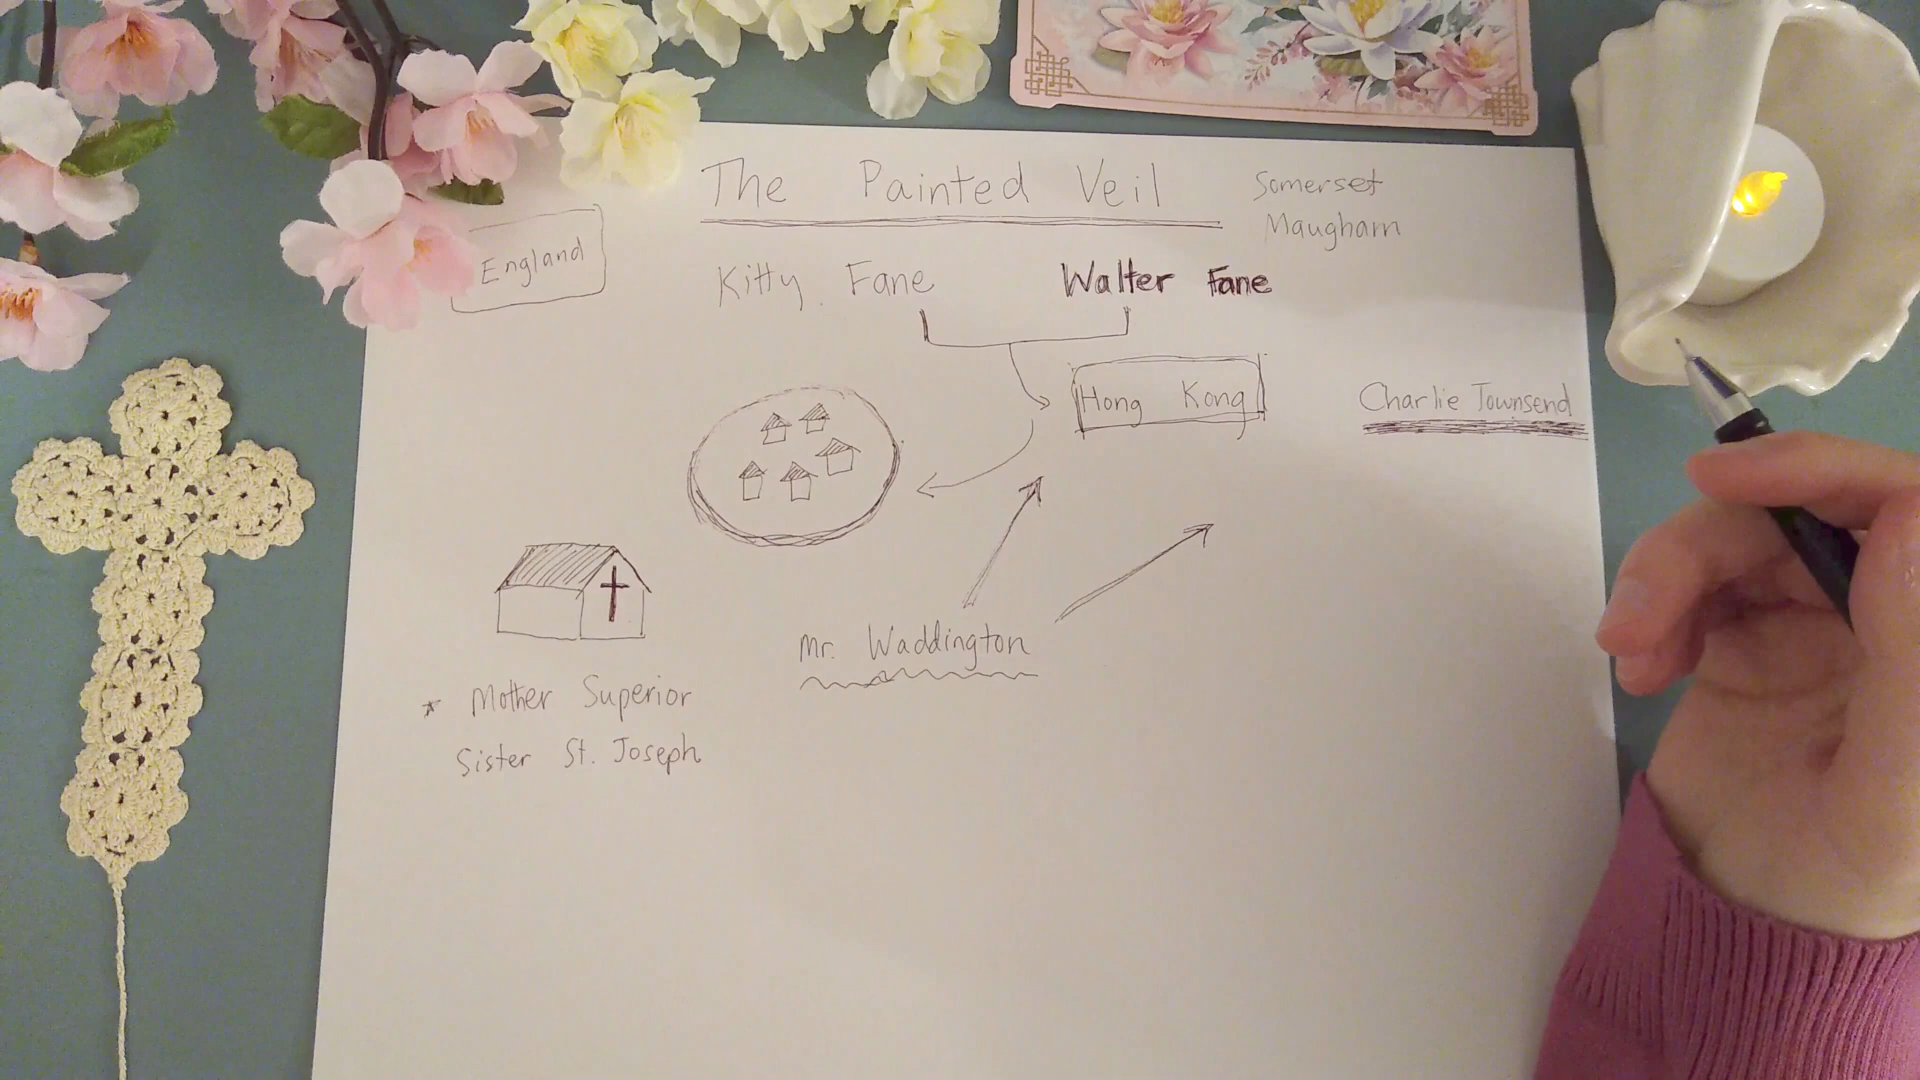 The Painted Veil
Somerset
Maugham
England
Kitty Fane
Walter Fane
Hong Kong
Charlie Townsend
Mr. Waddington
* Mother Superior
Sister St. Joseph